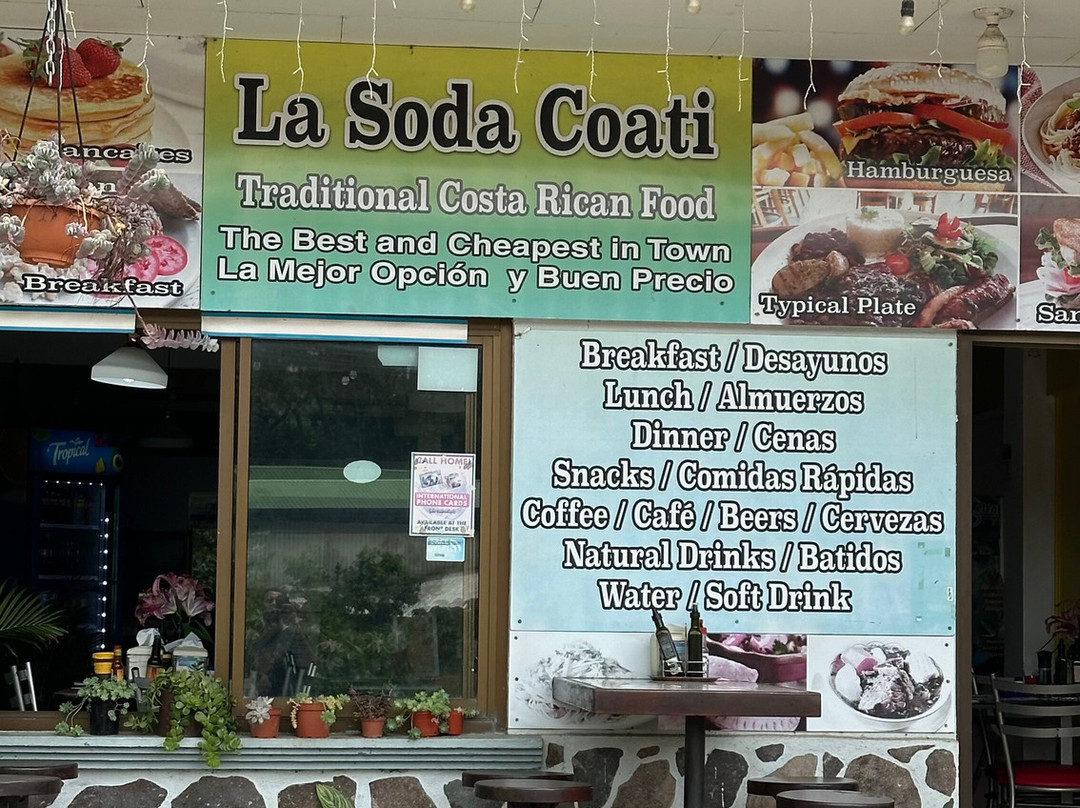 La Soda Coati
Traditional Costa Rican Food
The Best and Cheapest in Town
La Mejor Opción y Buen Precio
Breakfast
Hamburguesa
Typical Plate
Breakfast / Desayunos
Lunch / Almuerzos
Dinner / Cenas
Snacks / Comidas Rápidas
Coffee / Café / Beers / Cervezas
Natural Drinks / Batidos
Water / Soft Drink
Tropical
CALL HOME
INTERNATIONAL
PHONE CARDS
AVAILABLE AT THE
FRONT DESK